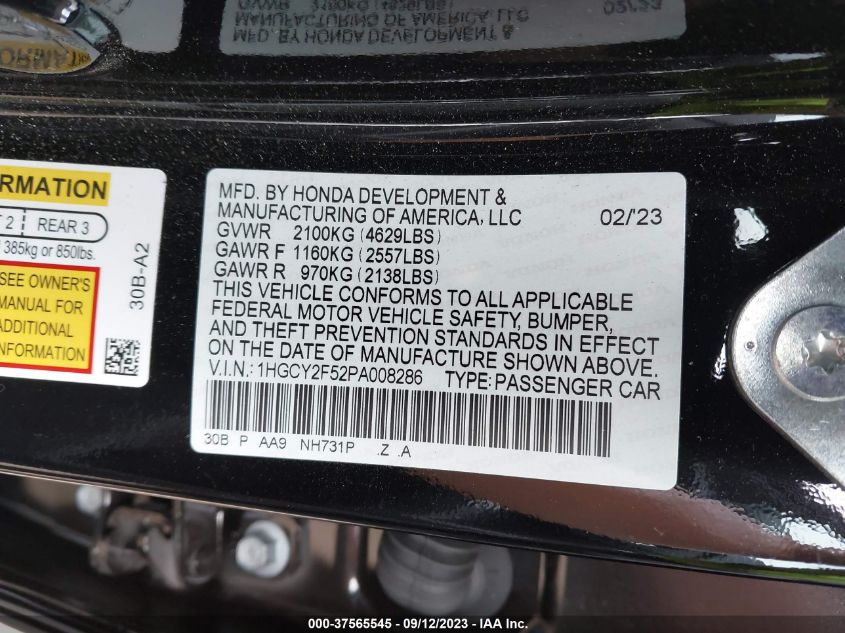 MFD. BY HONDA DEVELOPMENT &
MANUFACTURING OF AMERICA, LLC 02/'23
GVWR 2100KG (4629LBS)
GAWR F 1160KG (2557LBS)
GAWR R 970KG (2138LBS)
THIS VEHICLE CONFORMS TO ALL APPLICABLE
FEDERAL MOTOR VEHICLE SAFETY, BUMPER,
AND THEFT PREVENTION STANDARDS IN EFFECT
ON THE DATE OF MANUFACTURE SHOWN ABOVE.
V.I.N.: 1HGCY2F52PA008286 TYPE: PASSENGER CAR
30B P AA9 NH731P .Z .A
2 REAR 3
385kg or 850lbs.
SEE OWNER'S
MANUAL FOR
ADDITIONAL
INFORMATION
30B-A2
000-37565545 - 09/12/2023 - IAA Inc.